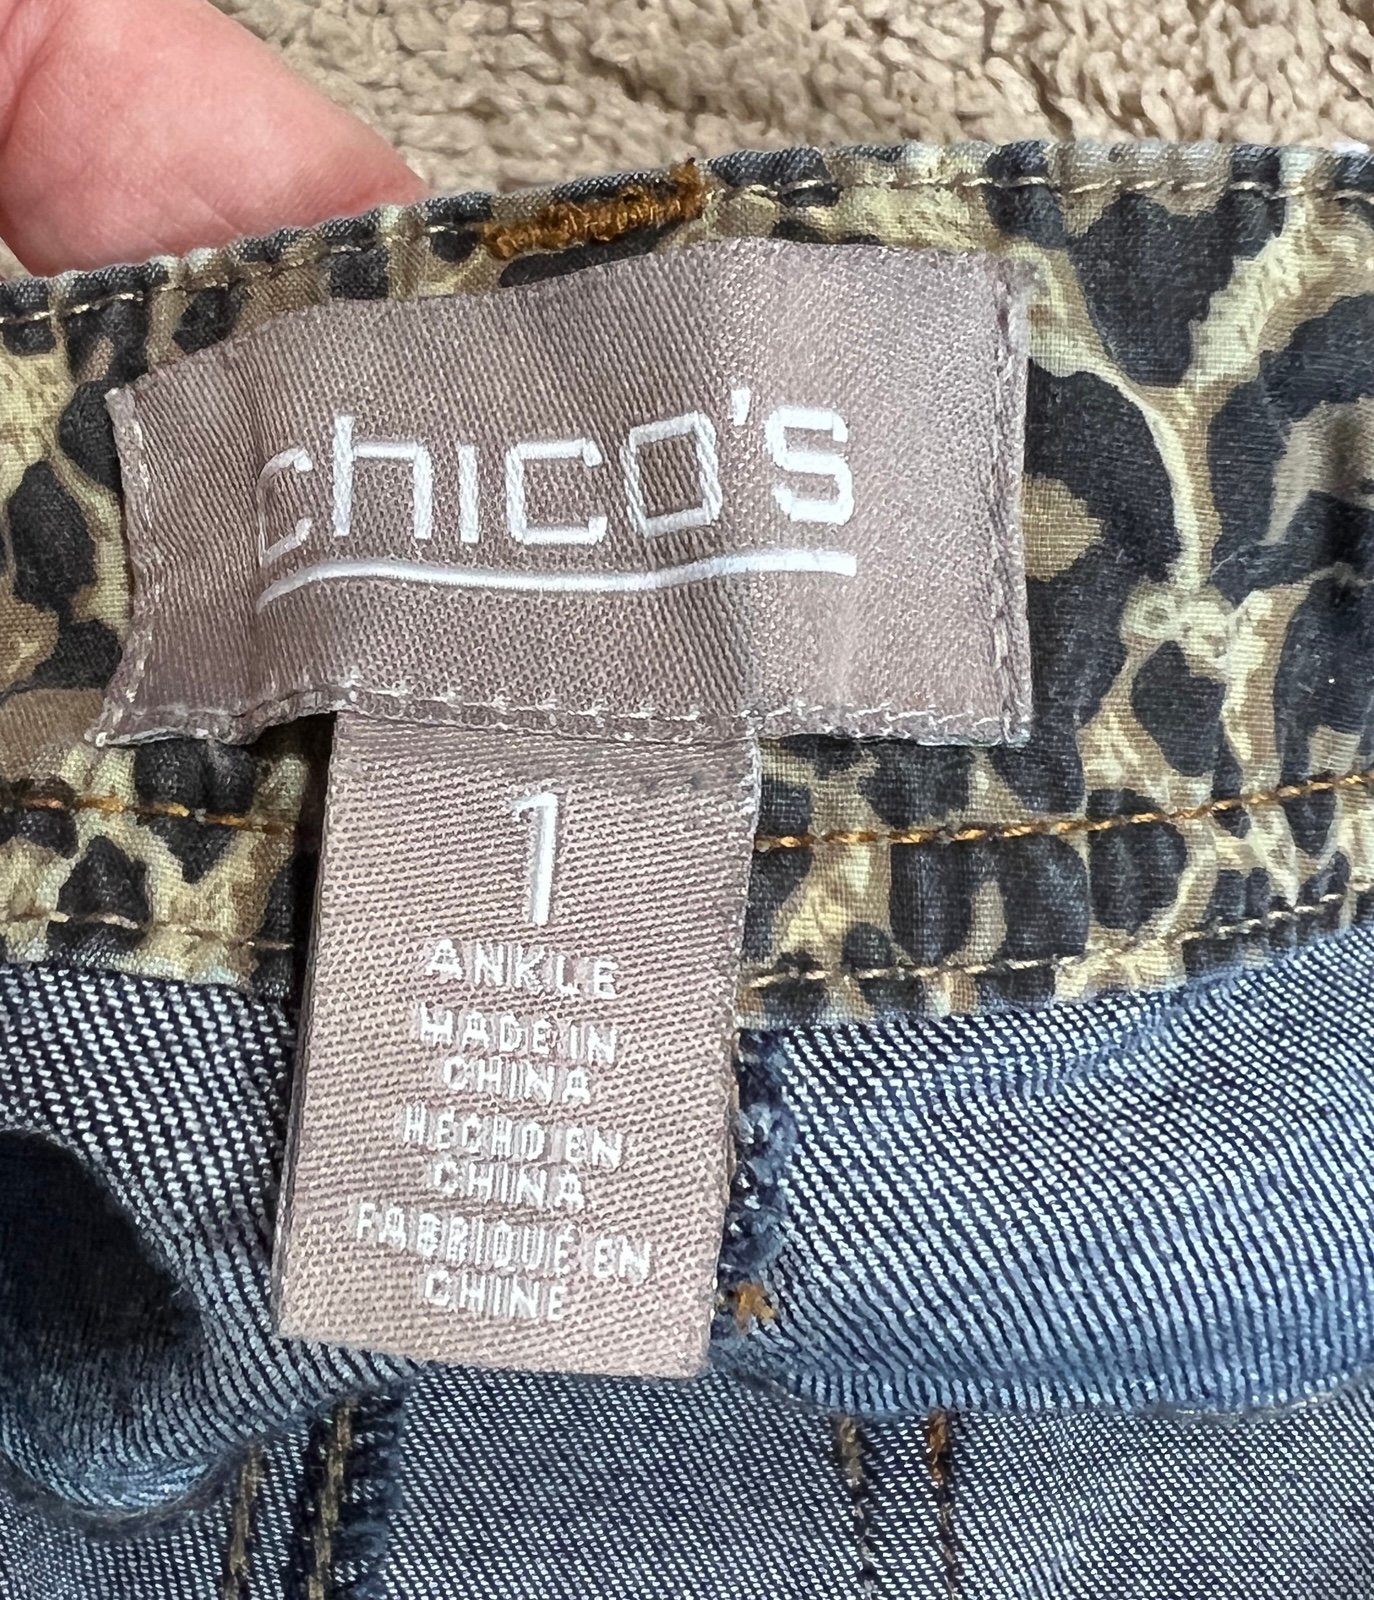 chico's
1
ANKLE
MADE IN
CHINA
HECHO EN
CHINA
FABRIQUÉ EN
CHINE